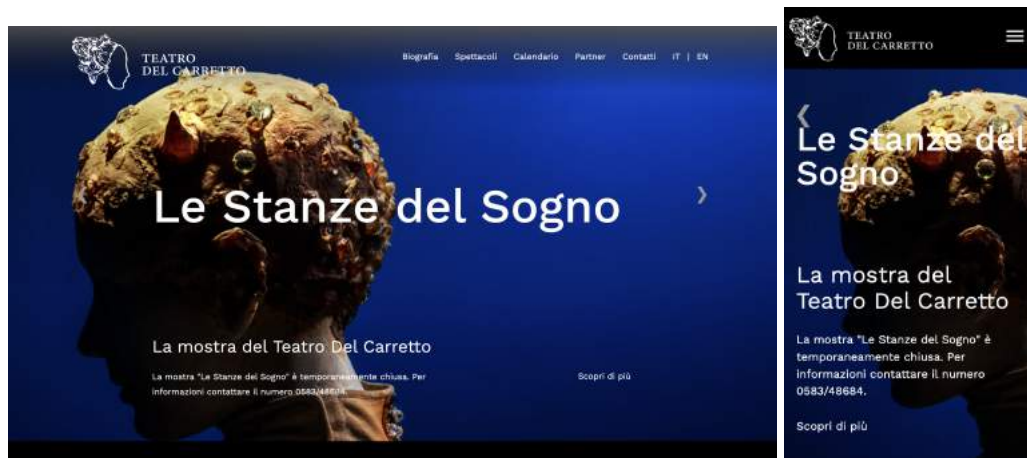 TEATRO
DEL CARRETTO
Biografia Spettacoli Calendario Partner Contatti IT | EN
Le Stanze del Sogno
La mostra del Teatro Del Carretto
La mostra "Le Stanze del Sogno" è temporaneamente chiusa. Per
informazioni contattare il numero 0583/48684.
Scopri di più
TEATRO
DEL CARRETTO
Le Stanze del
Sogno
La mostra del
Teatro Del Carretto
La mostra "Le Stanze del Sogno" è
temporaneamente chiusa. Per
informazioni contattare il numero
0583/48684.
Scopri di più